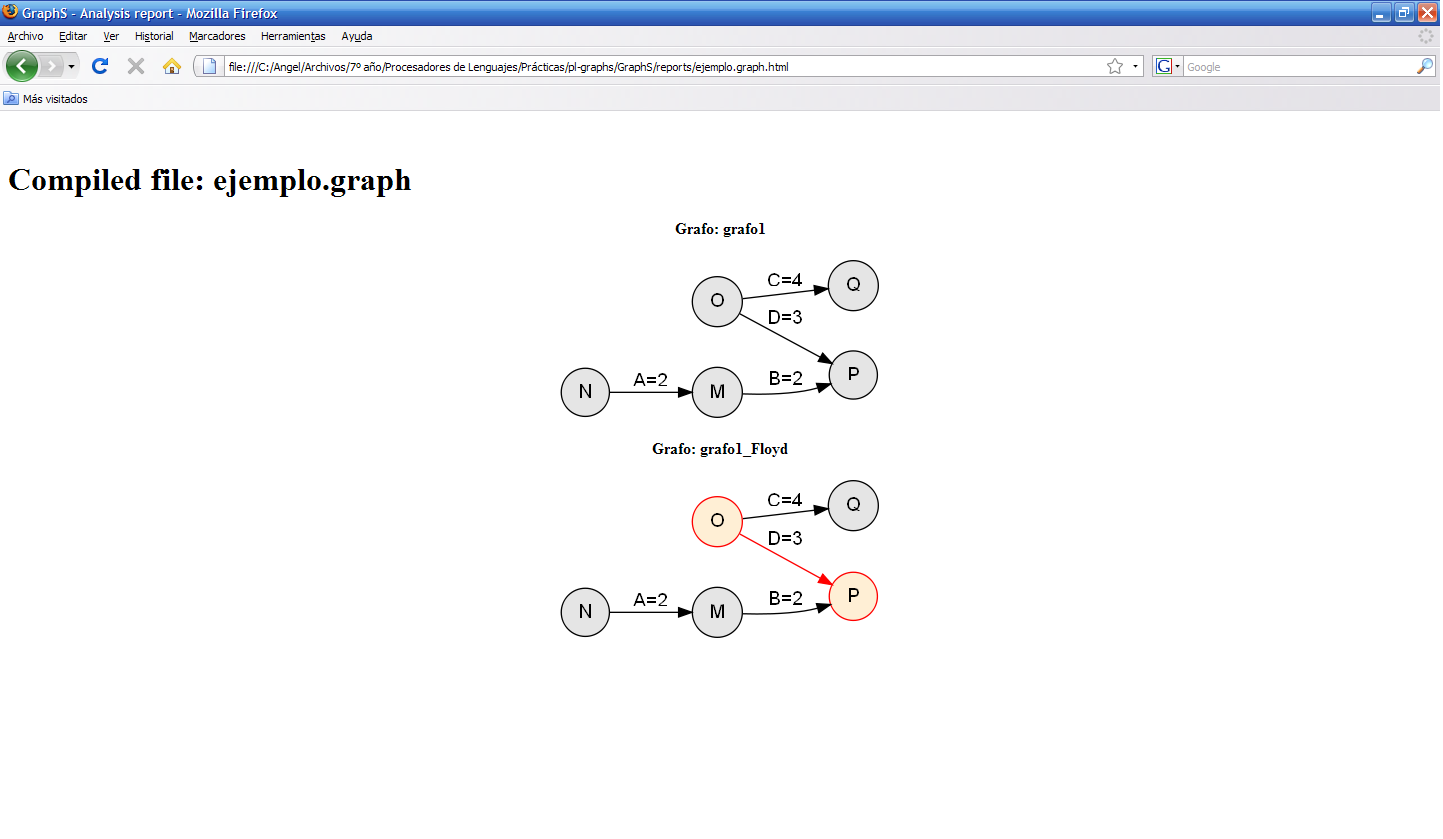 GraphS - Analysis report - Mozilla Firefox
Archivo Editar Ver Historial Marcadores Herramientas Ayuda
file:///C:/Angel/Archivos/7º año/Procesadores de Lenguajes/Prácticas/pl-graphs/GraphS/reports/ejemplo.graph.html
G Google
Más visitados
Compiled file: ejemplo.graph
Grafo: grafo1
C=4 Q
O
D=3
P
N A=2 M B=2
Grafo: grafo1_Floyd
C=4 Q
O
D=3
P
N A=2 M B=2